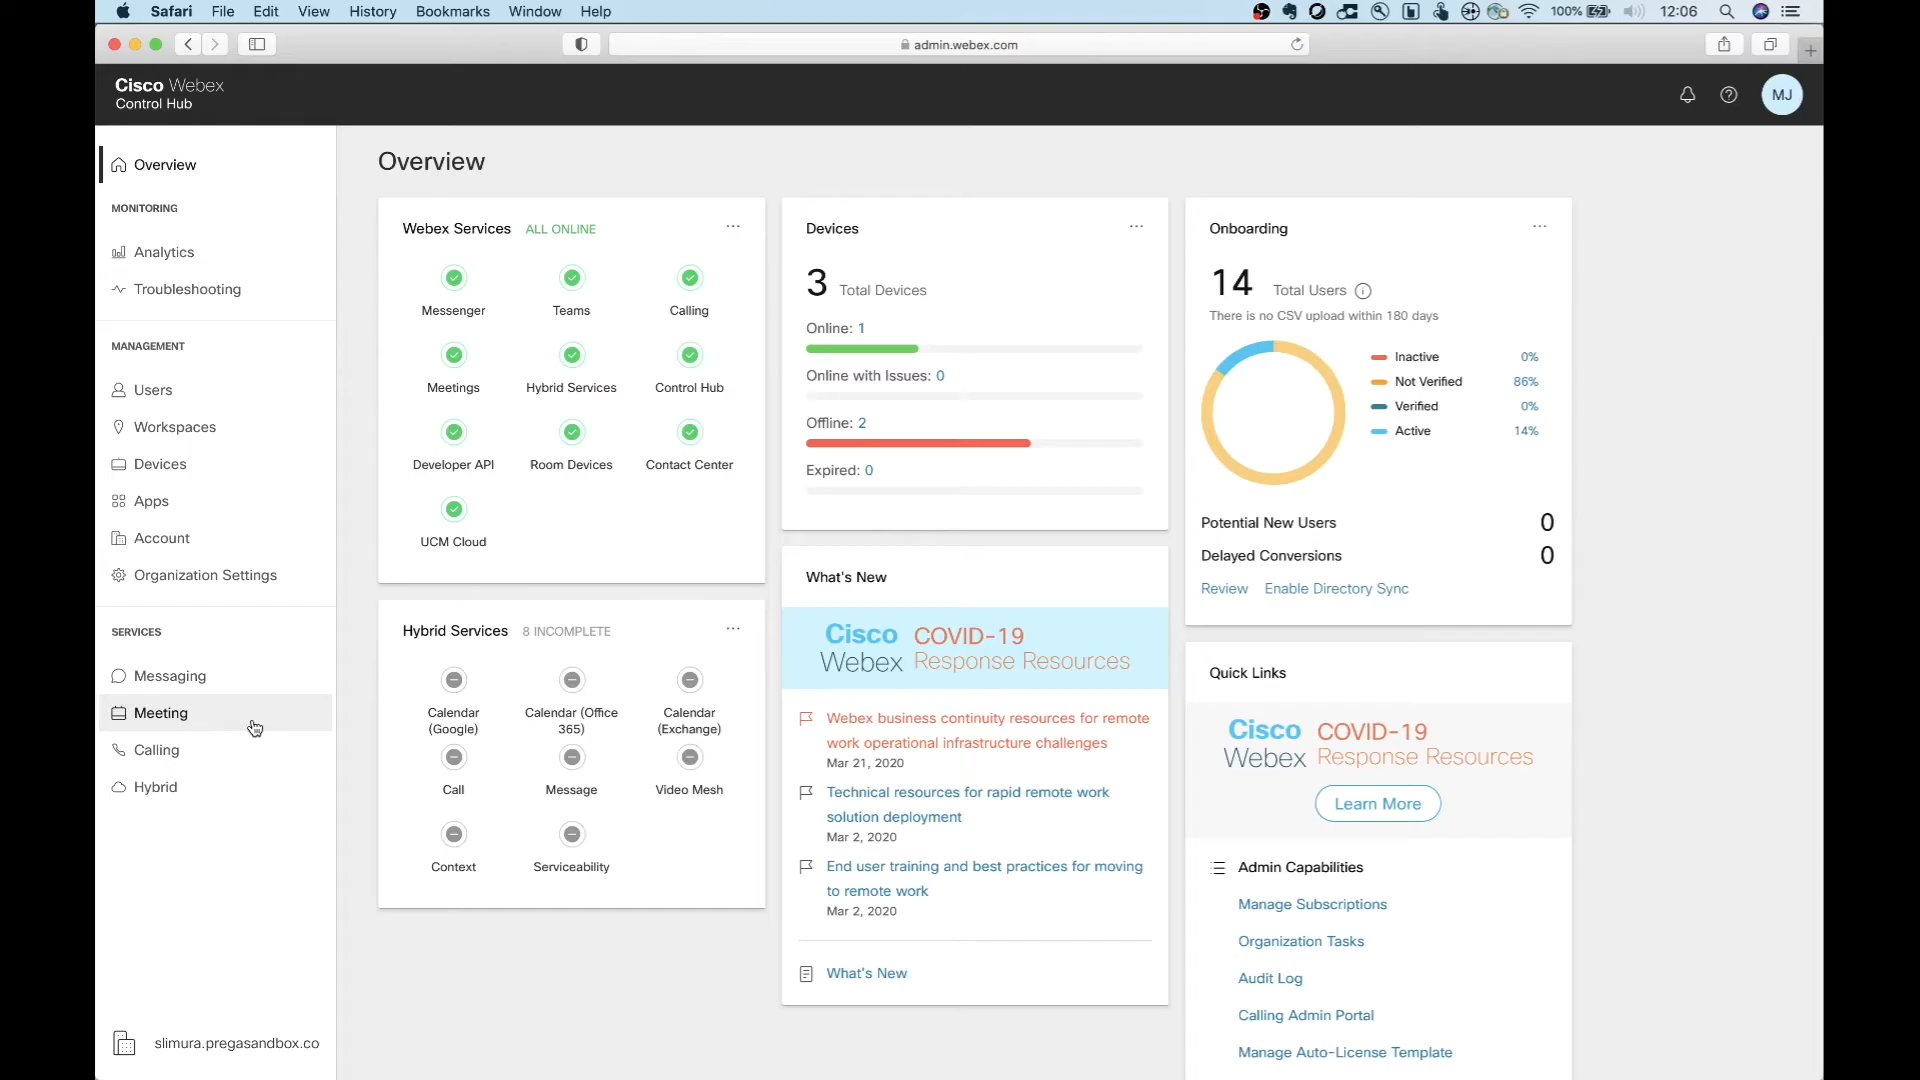 Safari File Edit View History Bookmarks Window Help
100% 12:06
admin.webex.com
Cisco Webex
Control Hub
MJ
Overview
MONITORING
Analytics
Troubleshooting
MANAGEMENT
Users
Workspaces
Devices
Apps
Account
Organization Settings
SERVICES
Messaging
Meeting
Calling
Hybrid
slimura.pregasandbox.co
Overview
Webex Services ALL ONLINE
Messenger Teams Calling
Meetings Hybrid Services Control Hub
Developer API Room Devices Contact Center
UCM Cloud
Hybrid Services 8 INCOMPLETE
Calendar (Google) Calendar (Office 365) Calendar (Exchange)
Call Message Video Mesh
Context Serviceability
Devices
3 Total Devices
Online: 1
Online with Issues: 0
Offline: 2
Expired: 0
What's New
Cisco Webex COVID-19 Response Resources
Webex business continuity resources for remote
work operational infrastructure challenges
Mar 21, 2020
Technical resources for rapid remote work
solution deployment
Mar 2, 2020
End user training and best practices for moving
to remote work
Mar 2, 2020
What's New
Onboarding
14 Total Users
There is no CSV upload within 180 days
Inactive 0%
Not Verified 86%
Verified 0%
Active 14%
Potential New Users 0
Delayed Conversions 0
Review Enable Directory Sync
Quick Links
Cisco Webex COVID-19 Response Resources
Learn More
Admin Capabilities
Manage Subscriptions
Organization Tasks
Audit Log
Calling Admin Portal
Manage Auto-License Template